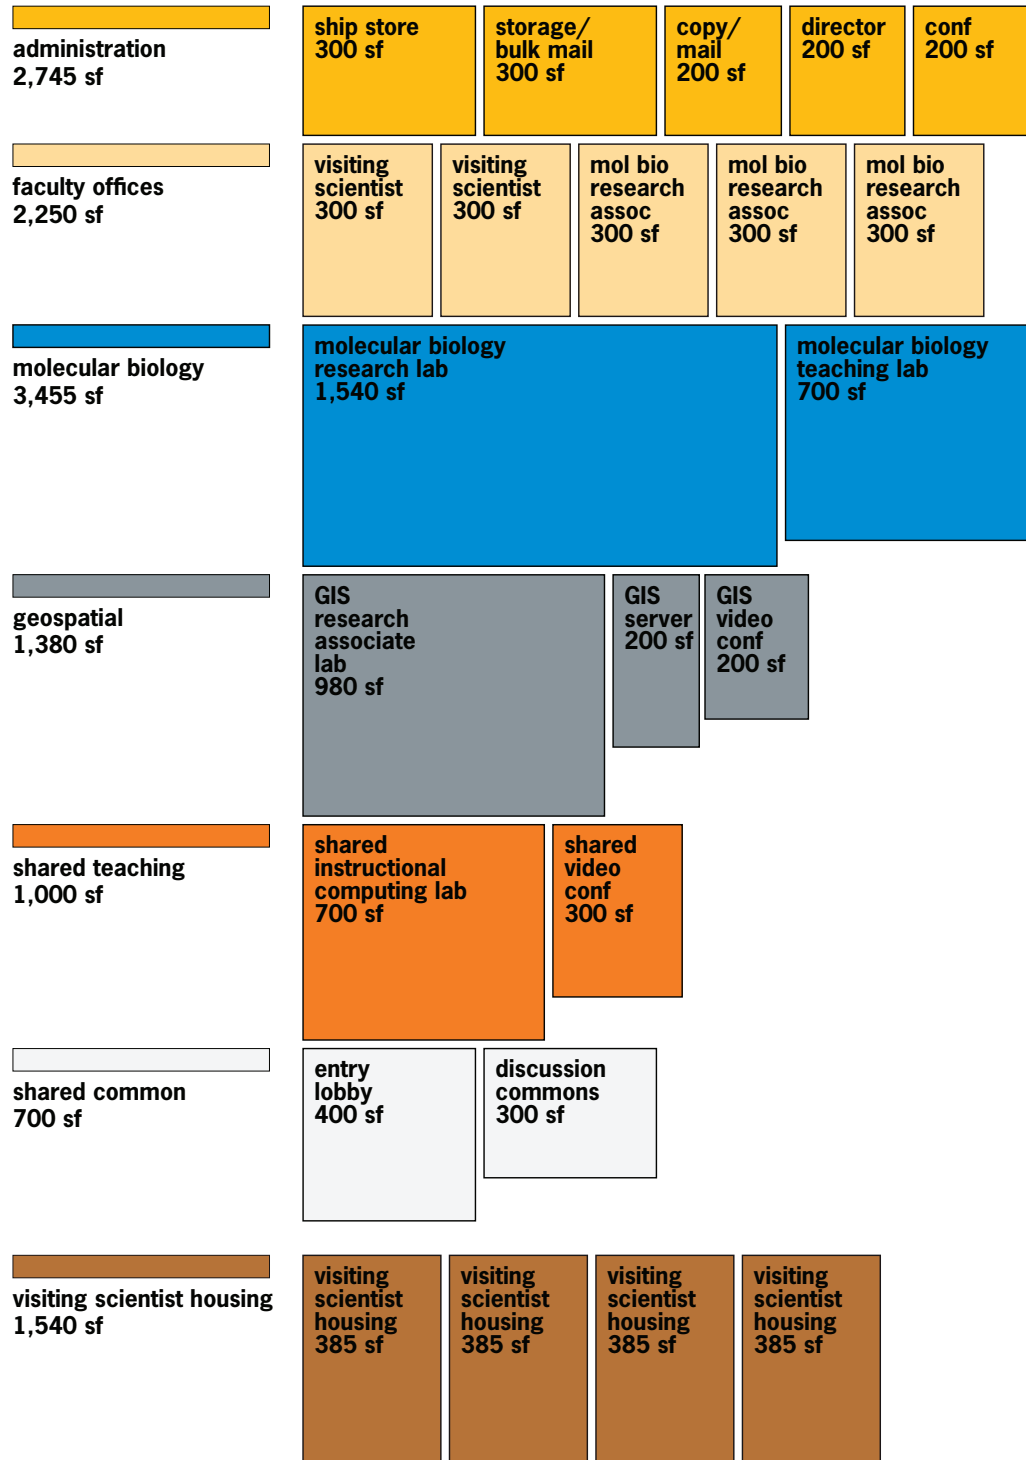 administration
2,745 sf
ship store
300 sf
storage/
bulk mail
300 sf
copy/
mail
200 sf
director
200 sf
conf
200 sf
faculty offices
2,250 sf
visiting
scientist
300 sf
visiting
scientist
300 sf
mol bio
research
assoc
300 sf
mol bio
research
assoc
300 sf
mol bio
research
assoc
300 sf
molecular biology
3,455 sf
molecular biology
research lab
1,540 sf
molecular biology
teaching lab
700 sf
geospatial
1,380 sf
GIS
research
associate
lab
980 sf
GIS
server
200 sf
GIS
video
conf
200 sf
shared teaching
1,000 sf
shared
instructional
computing lab
700 sf
shared
video
conf
300 sf
shared common
700 sf
entry
lobby
400 sf
discussion
commons
300 sf
visiting scientist housing
1,540 sf
visiting
scientist
housing
385 sf
visiting
scientist
housing
385 sf
visiting
scientist
housing
385 sf
visiting
scientist
housing
385 sf